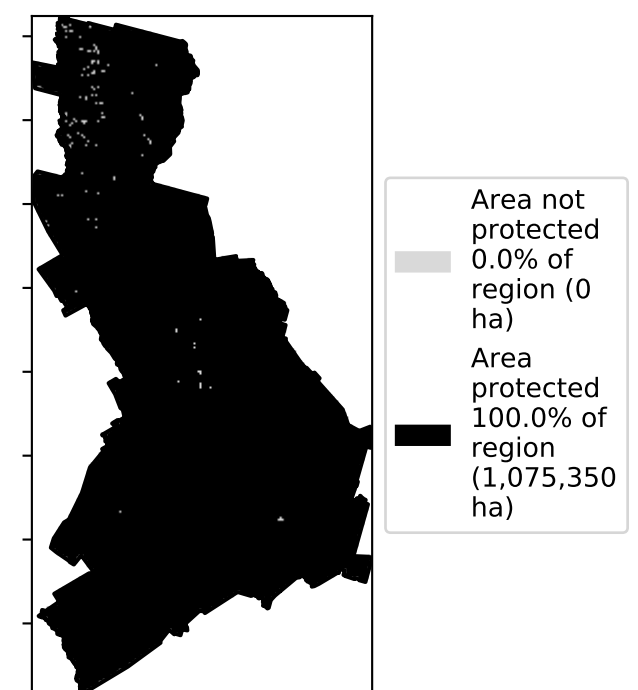 Area not
protected
0.0% of
region (0
ha)
Area
protected
100.0% of
region
(1,075,350
ha)